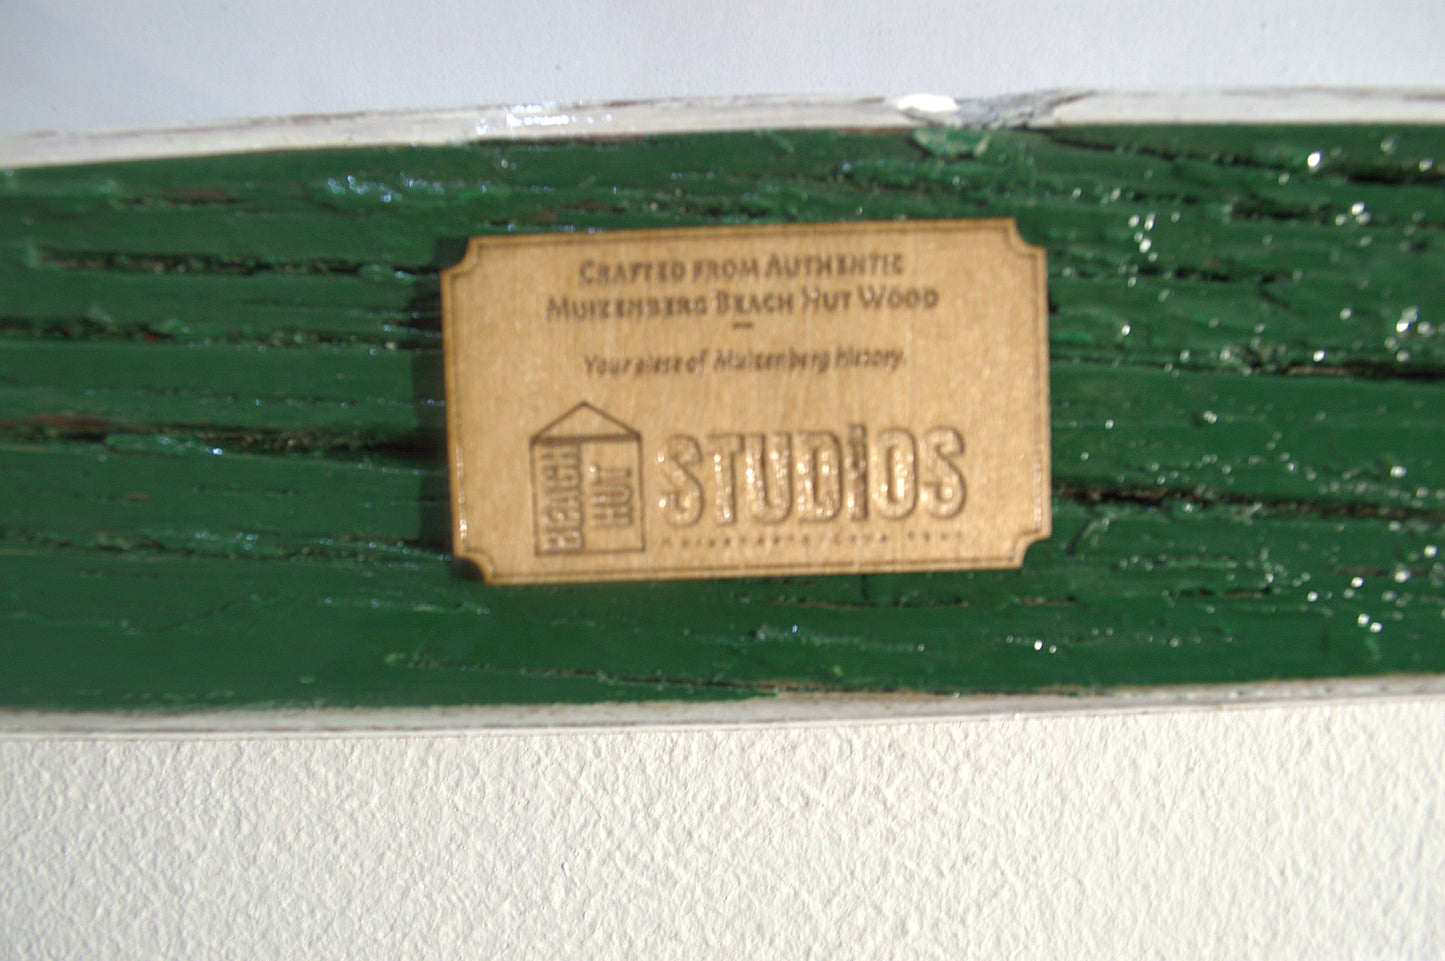 CRAFTED FROM AUTHENTIC
MUIZENBERG BEACH HUT WOOD
–
Your piece of Muizenberg history.
BEACH
HUT
STUDIOS